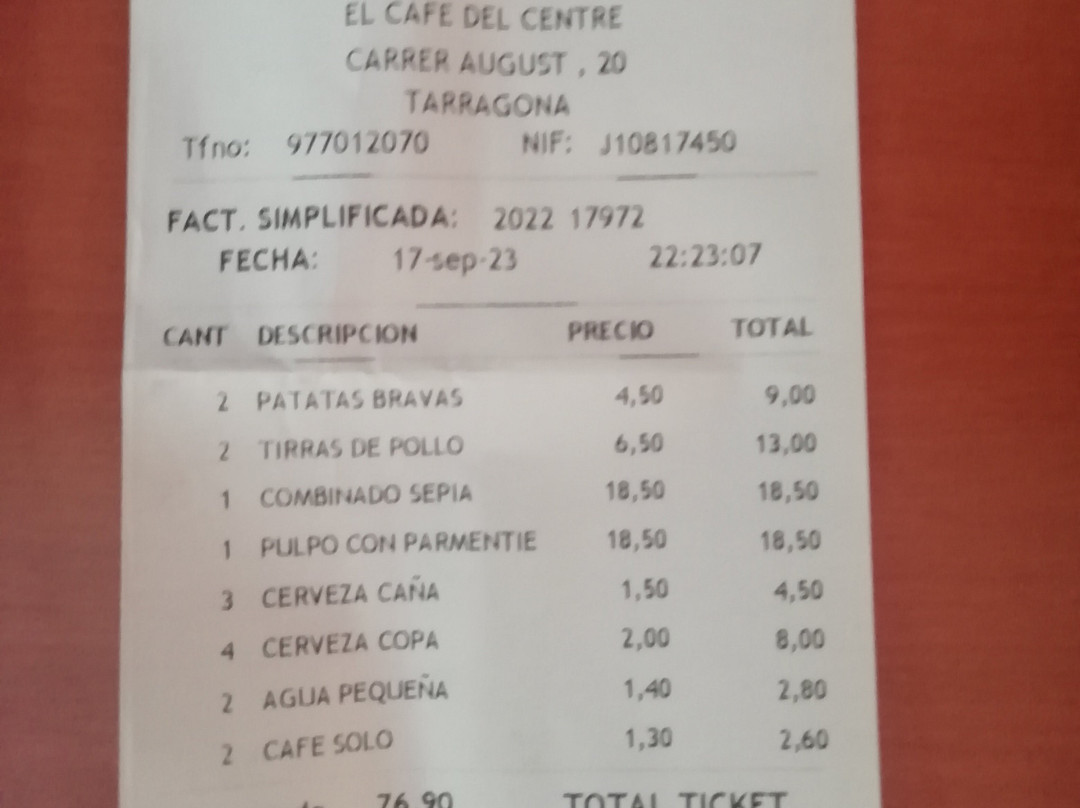 EL CAFE DEL CENTRE
CARRER AUGUST , 20
TARRAGONA
Tfno: 977012070 NIF: J10817450
FACT. SIMPLIFICADA: 2022 17972
FECHA: 17-sep-23 22:23:07
CANT DESCRIPCION PRECIO TOTAL
2 PATATAS BRAVAS 4,50 9,00
2 TIRRAS DE POLLO 6,50 13,00
1 COMBINADO SEPIA 18,50 18,50
1 PULPO CON PARMENTIE 18,50 18,50
3 CERVEZA CAÑA 1,50 4,50
4 CERVEZA COPA 2,00 8,00
2 AGUA PEQUEÑA 1,40 2,80
2 CAFE SOLO 1,30 2,60
76,90 TOTAL TICKET